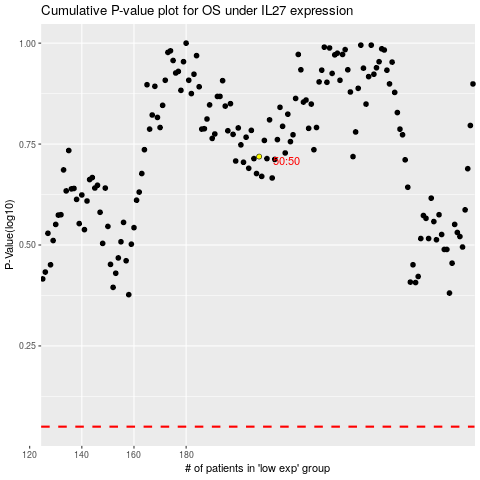 Cumulative P-value plot for OS under IL27 expression
P-Value(log10)
1.00
0.75
0.50
0.25
50:50
120 140 160 180
# of patients in 'low exp' group